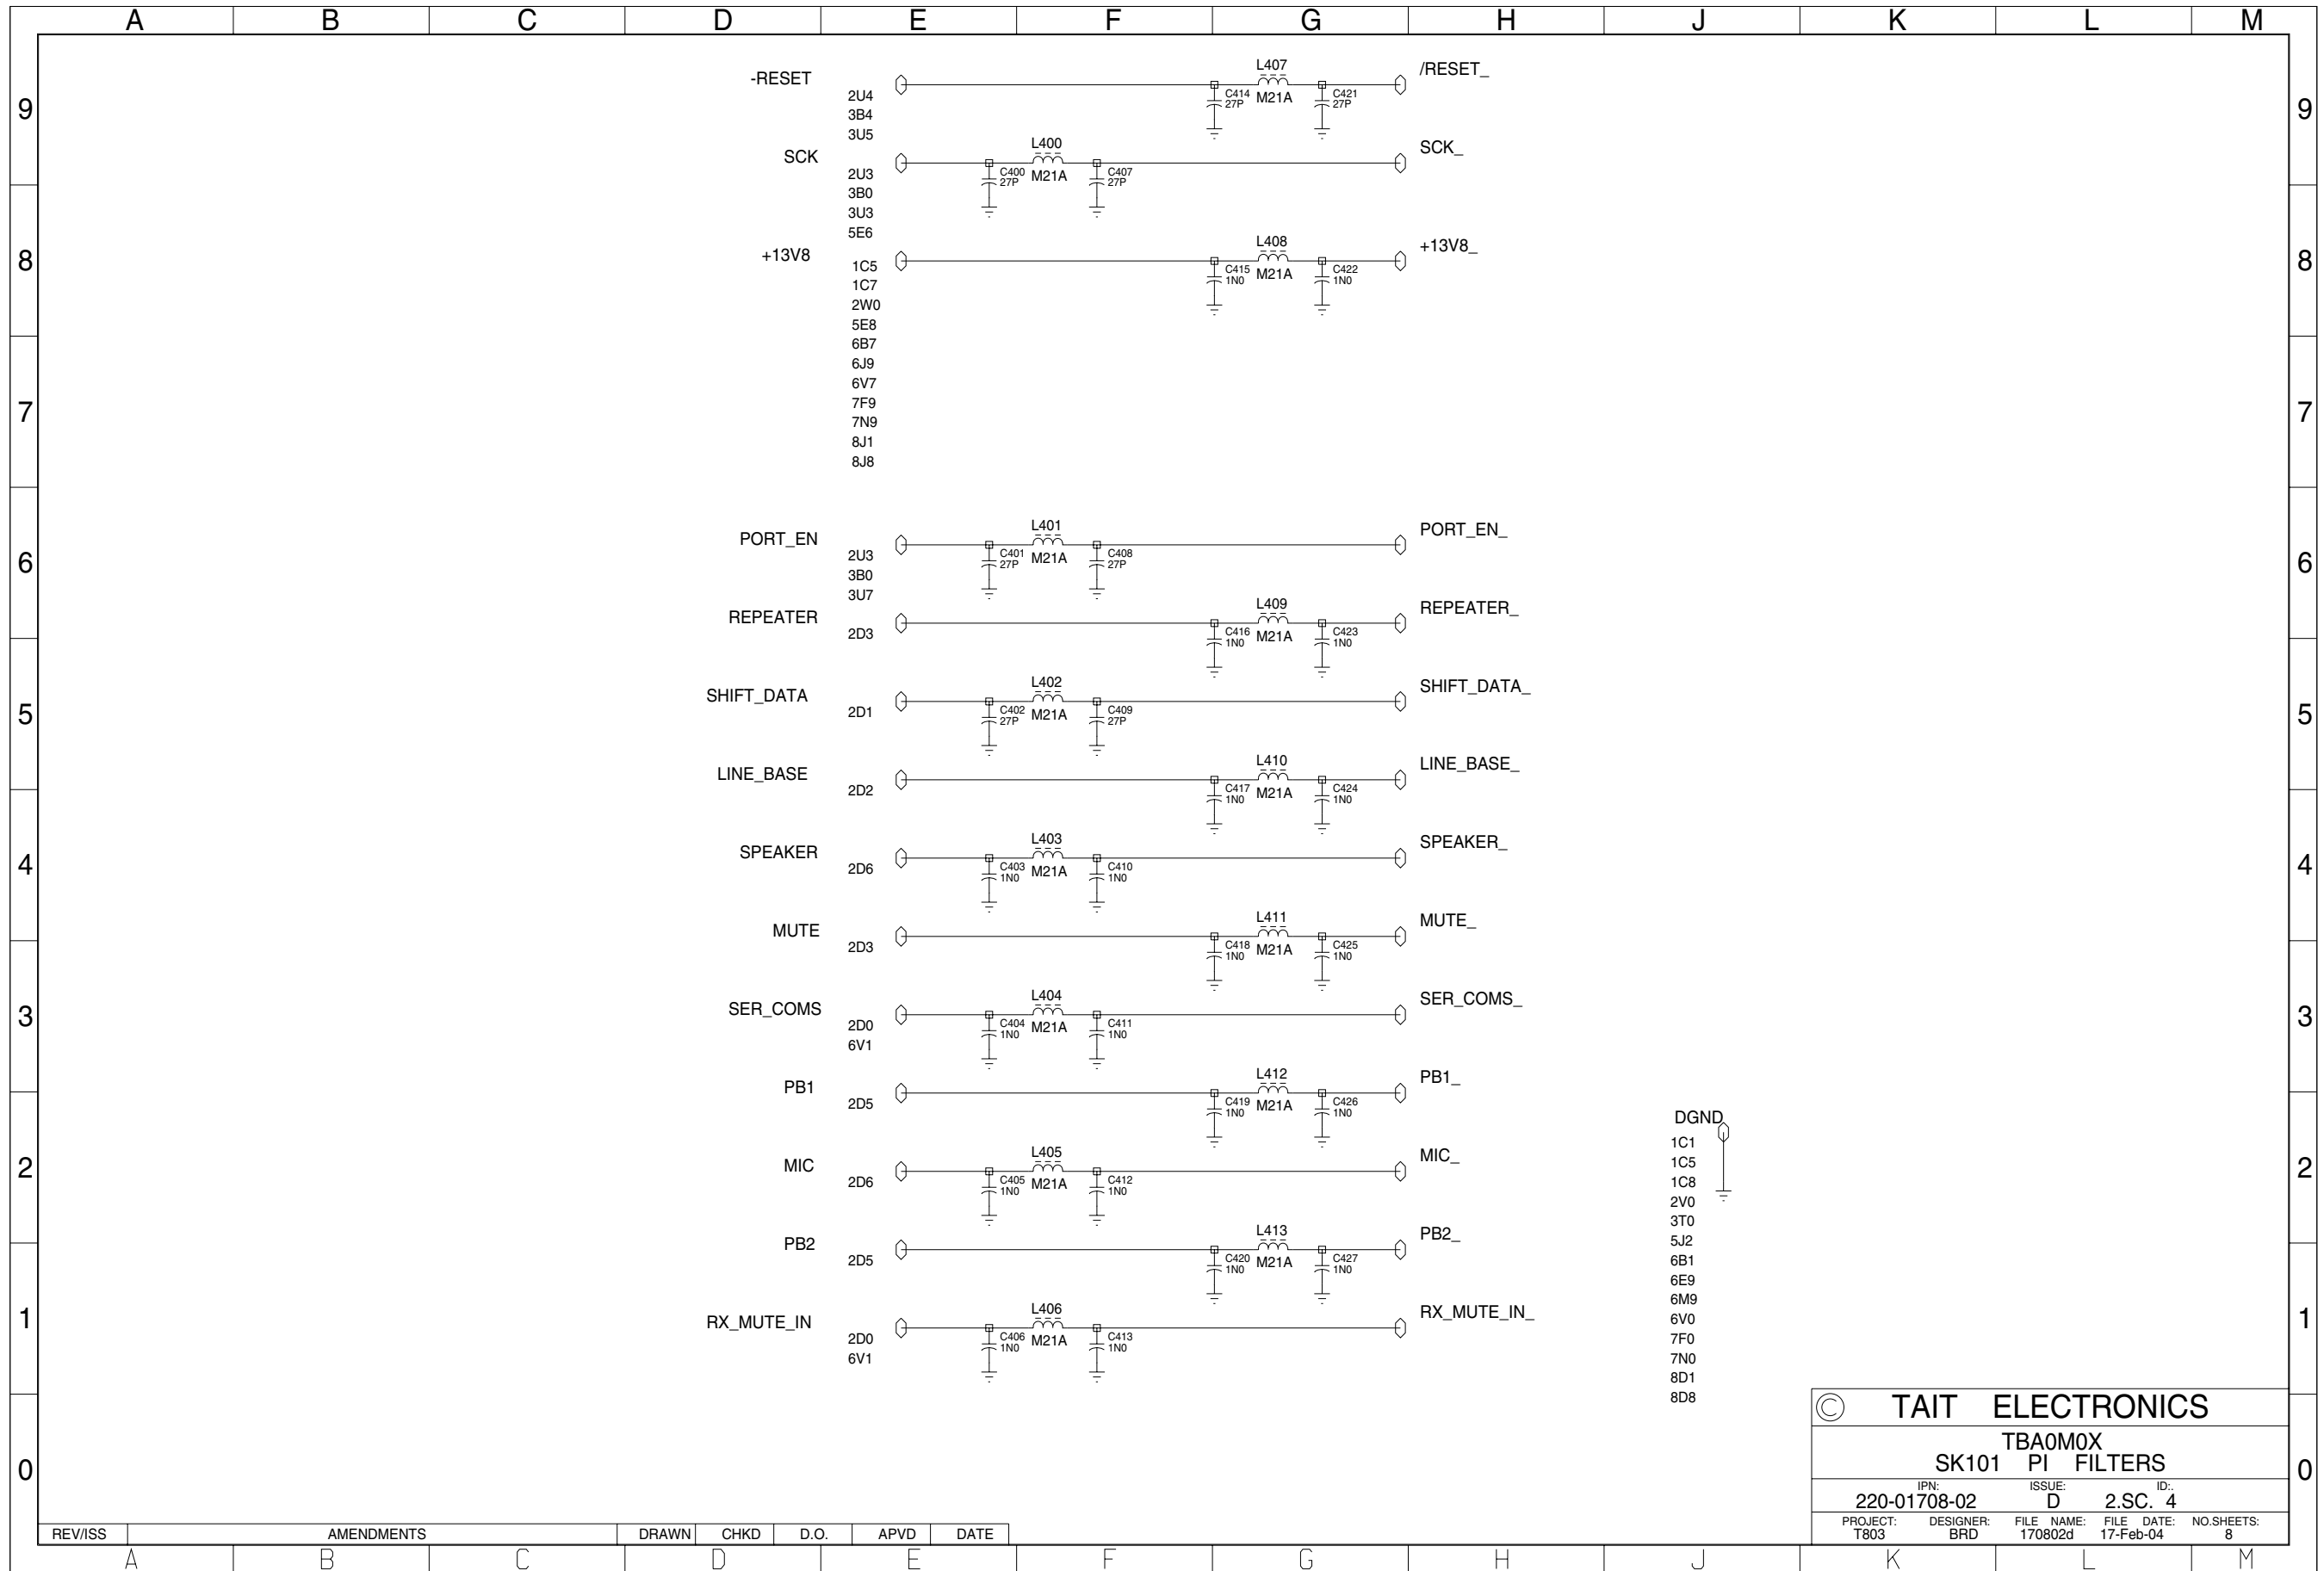 A B C D E F G H J K L M
9 9
8 8
7 7
6 6
5 5
4 4
3 3
2 2
1 1
0 0
-RESET
2U4
3B4
3U5
L407
C414
27P
M21A
C421
27P
/RESET_
SCK
2U3
3B0
3U3
5E6
L400
C400
27P
M21A
C407
27P
SCK_
+13V8
1C5
1C7
2W0
5E8
6B7
6J9
6V7
7F9
7N9
8J1
8J8
L408
C415
1N0
M21A
C422
1N0
+13V8_
PORT_EN
2U3
3B0
3U7
L401
C401
27P
M21A
C408
27P
PORT_EN_
REPEATER
2D3
L409
C416
1N0
M21A
C423
1N0
REPEATER_
SHIFT_DATA
2D1
L402
C402
27P
M21A
C409
27P
SHIFT_DATA_
LINE_BASE
2D2
L410
C417
1N0
M21A
C424
1N0
LINE_BASE_
SPEAKER
2D6
L403
C403
1N0
M21A
C410
1N0
SPEAKER_
MUTE
2D3
L411
C418
1N0
M21A
C425
1N0
MUTE_
SER_COMS
2D0
6V1
L404
C404
1N0
M21A
C411
1N0
SER_COMS_
PB1
2D5
L412
C419
1N0
M21A
C426
1N0
PB1_
MIC
2D6
L405
C405
1N0
M21A
C412
1N0
MIC_
PB2
2D5
L413
C420
1N0
M21A
C427
1N0
PB2_
RX_MUTE_IN
2D0
6V1
L406
C406
1N0
M21A
C413
1N0
RX_MUTE_IN_
DGND
1C1
1C5
1C8
2V0
3T0
5J2
6B1
6E9
6M9
6V0
7F0
7N0
8D1
8D8
© TAIT ELECTRONICS
TBA0M0X
SK101 PI FILTERS
IPN: ISSUE: ID:.
220-01708-02 D 2.SC. 4
PROJECT: DESIGNER: FILE NAME: FILE DATE: NO.SHEETS:
T803 BRD 170802d 17-Feb-04 8
REV/ISS AMENDMENTS DRAWN CHKD D.O. APVD DATE
A B C D E F G H J K L M